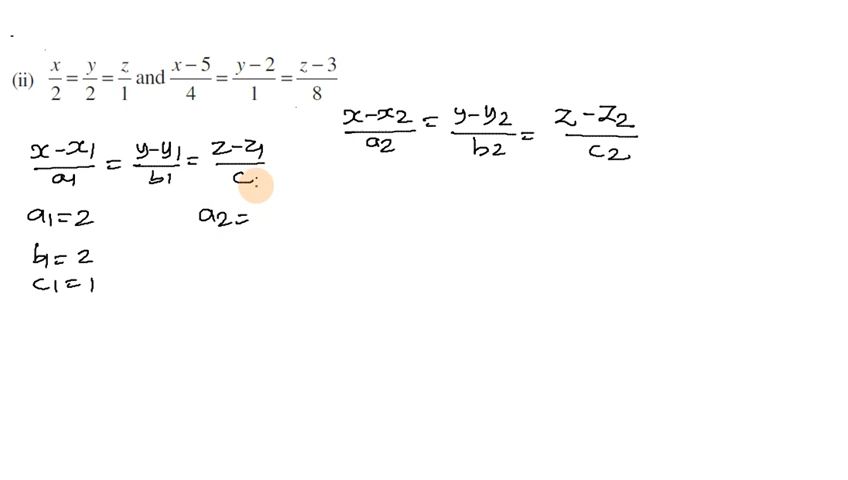 (ii) x/2 = y/2 = z/1 and x−5/4 = y−2/1 = z−3/8
x−x2/a2 = y−y2/b2 = z−z2/c2
x−x1/a1 = y−y1/b1 = z−z1/c
a1=2 a2=
b1=2
c1=1